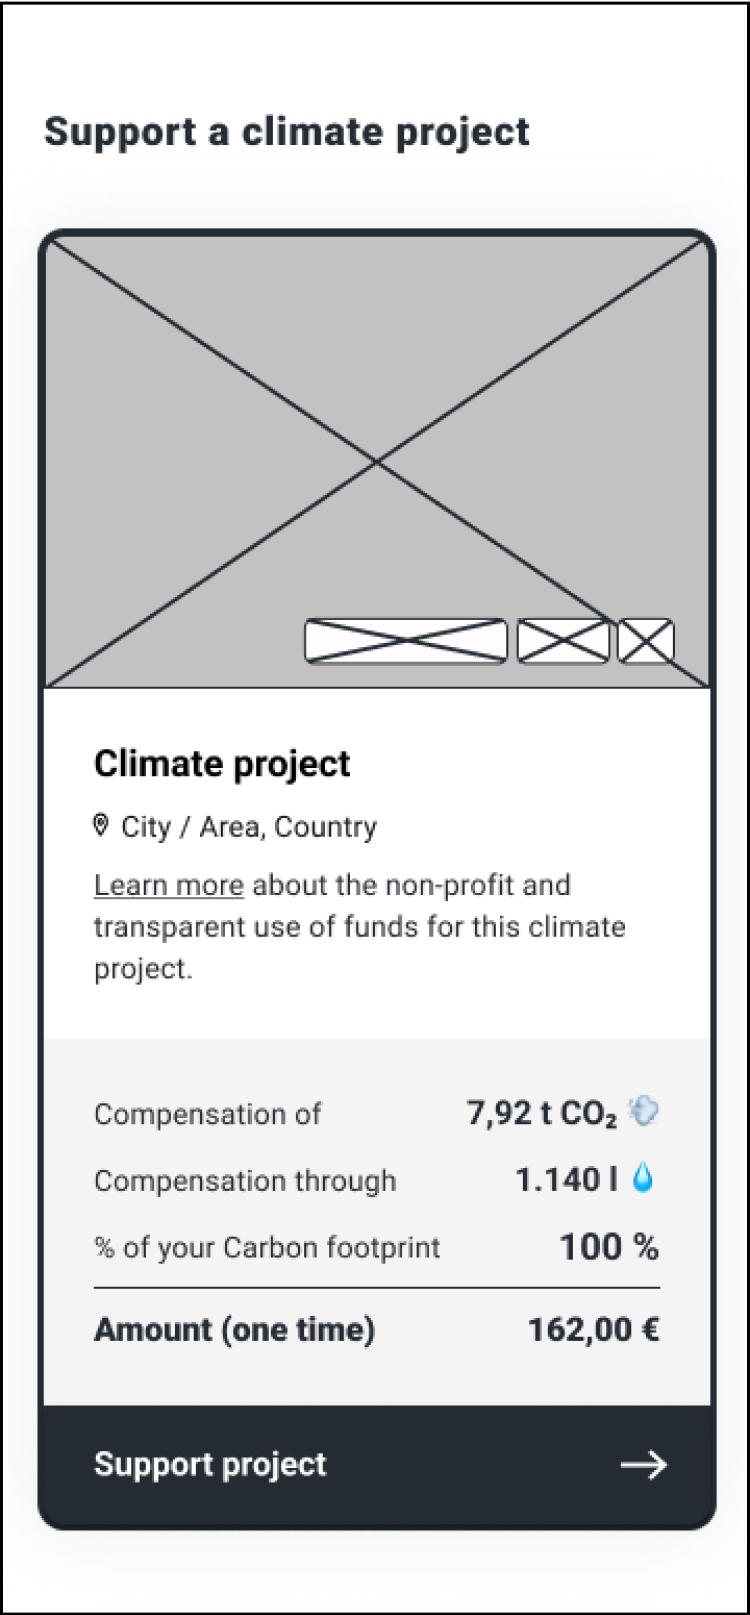 Support a climate project
Climate project
City / Area, Country
Learn more about the non-profit and
transparent use of funds for this climate
project.
Compensation of 7,92 t CO₂ 💨
Compensation through 1.140 l 💧
% of your Carbon footprint 100 %
Amount (one time) 162,00 €
Support project →